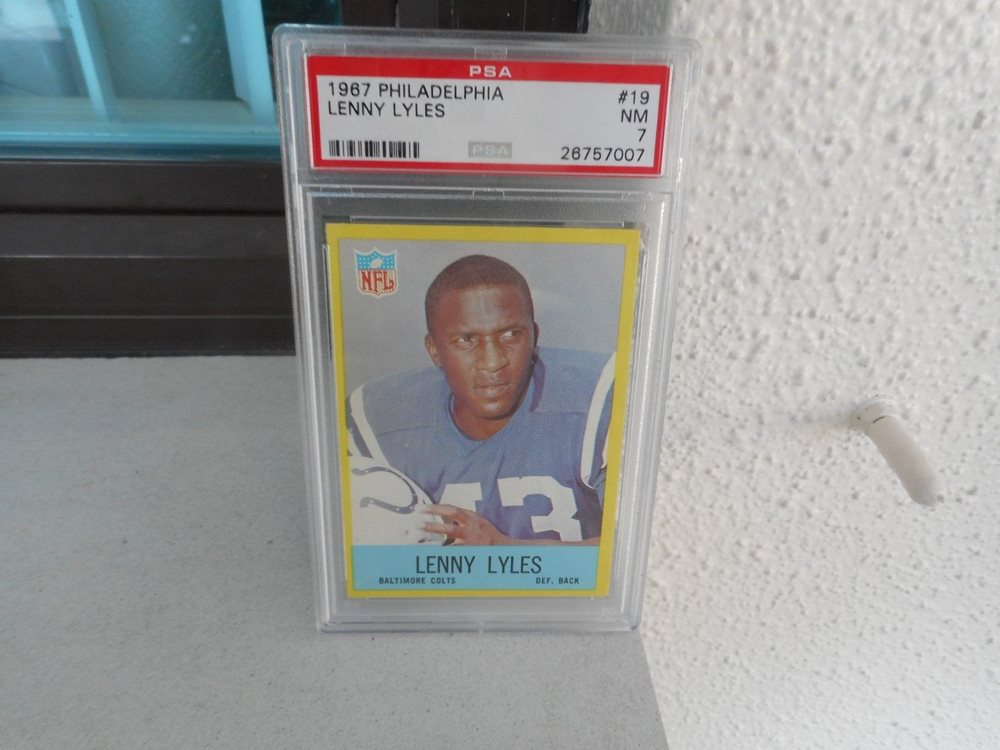 PSA
1967 PHILADELPHIA #19
LENNY LYLES NM
7
PSA 26757007
NFL
43
LENNY LYLES
BALTIMORE COLTS DEF. BACK